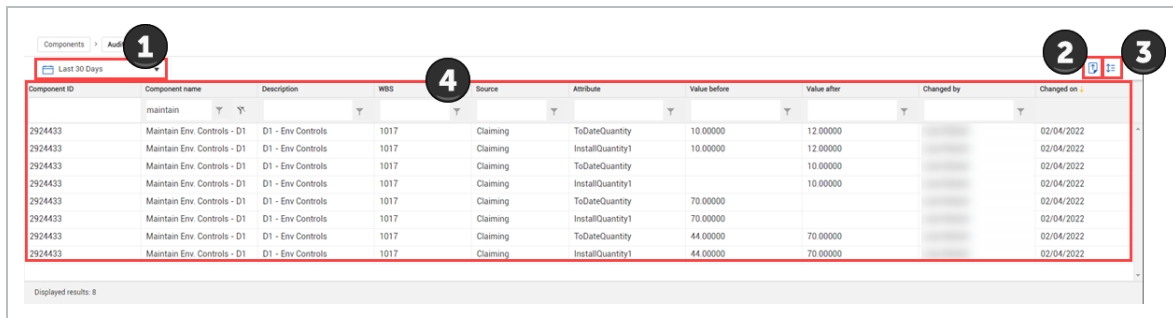 Components > Audit
1
2
3
Last 30 Days
4
Component ID Component name Description WBS Source Attribute Value before Value after Changed by Changed on
maintain
2924433 Maintain Env. Controls - D1 D1 - Env Controls 1017 Claiming ToDateQuantity 10.00000 12.00000 02/04/2022
2924433 Maintain Env. Controls - D1 D1 - Env Controls 1017 Claiming InstallQuantity1 10.00000 12.00000 02/04/2022
2924433 Maintain Env. Controls - D1 D1 - Env Controls 1017 Claiming ToDateQuantity 10.00000 02/04/2022
2924433 Maintain Env. Controls - D1 D1 - Env Controls 1017 Claiming InstallQuantity1 10.00000 02/04/2022
2924433 Maintain Env. Controls - D1 D1 - Env Controls 1017 Claiming ToDateQuantity 70.00000 02/04/2022
2924433 Maintain Env. Controls - D1 D1 - Env Controls 1017 Claiming InstallQuantity1 70.00000 02/04/2022
2924433 Maintain Env. Controls - D1 D1 - Env Controls 1017 Claiming ToDateQuantity 44.00000 70.00000 02/04/2022
2924433 Maintain Env. Controls - D1 D1 - Env Controls 1017 Claiming InstallQuantity1 44.00000 70.00000 02/04/2022
Displayed results: 8